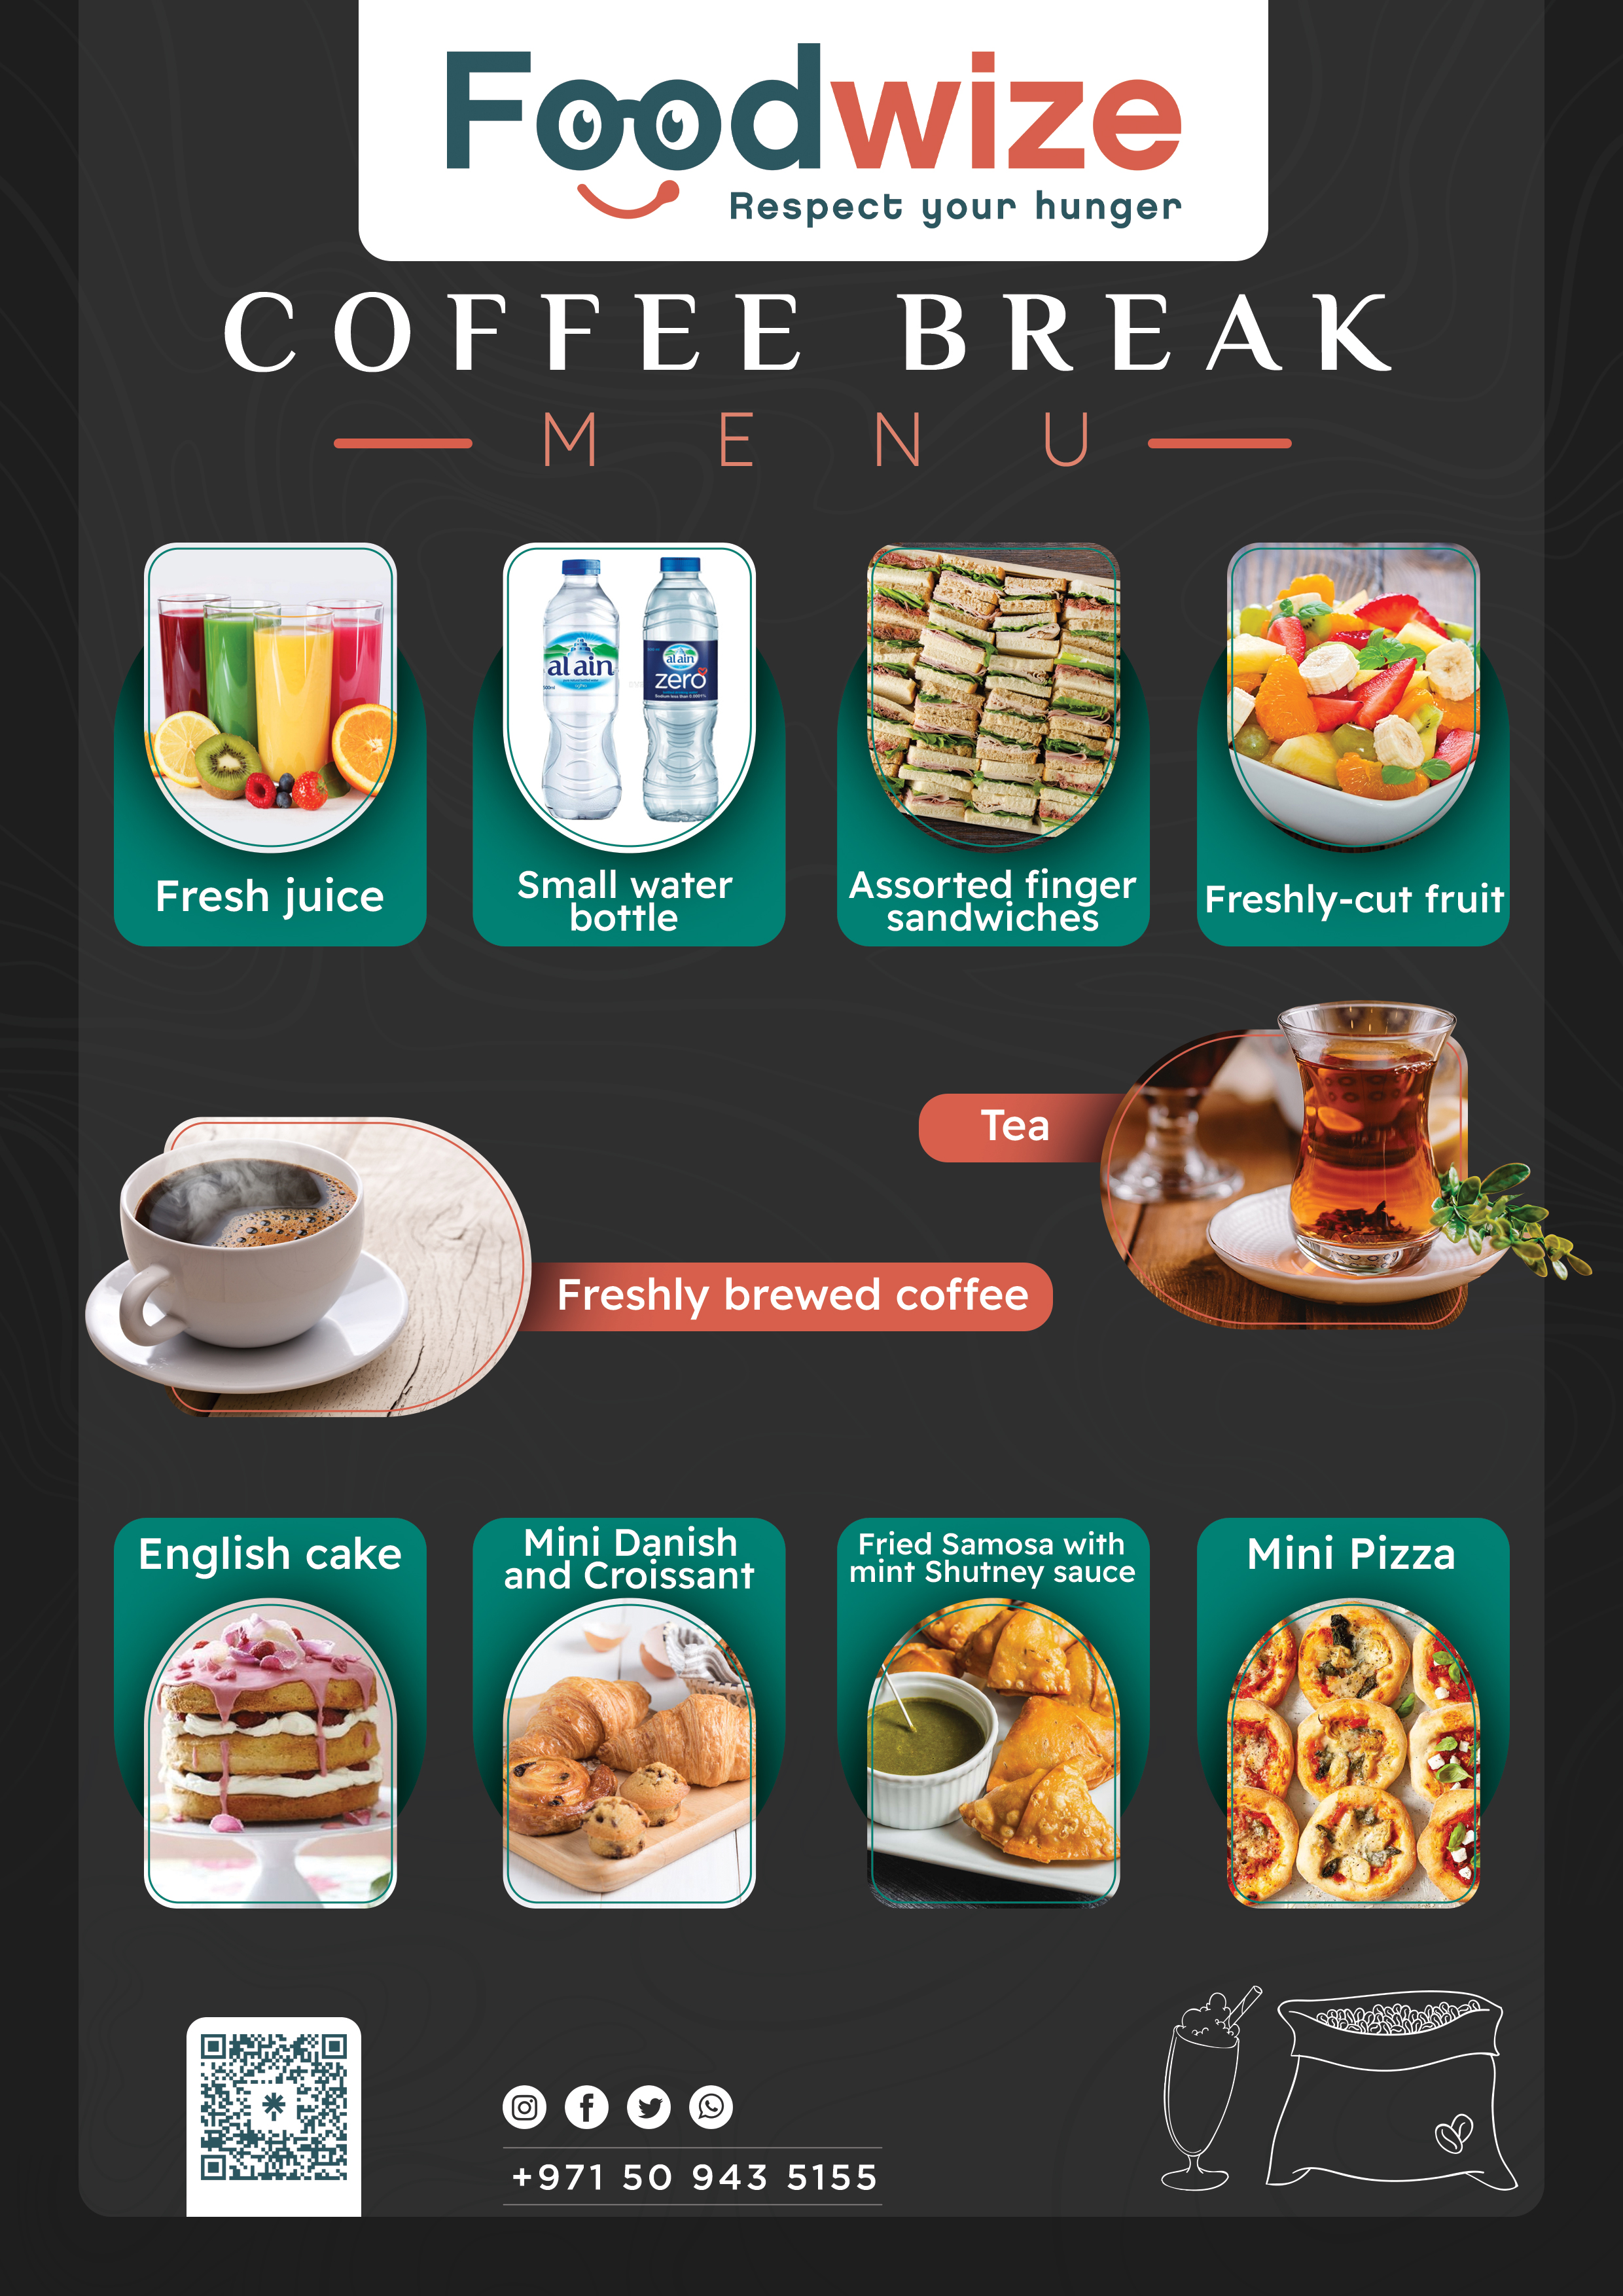 Foodwize
Respect your hunger
COFFEE BREAK
MENU
al ain
al ain
zero
Fresh juice
Small water
bottle
Assorted finger
sandwiches
Freshly-cut fruit
Tea
Freshly brewed coffee
English cake
Mini Danish
and Croissant
Fried Samosa with
mint Shutney sauce
Mini Pizza
+971 50 943 5155